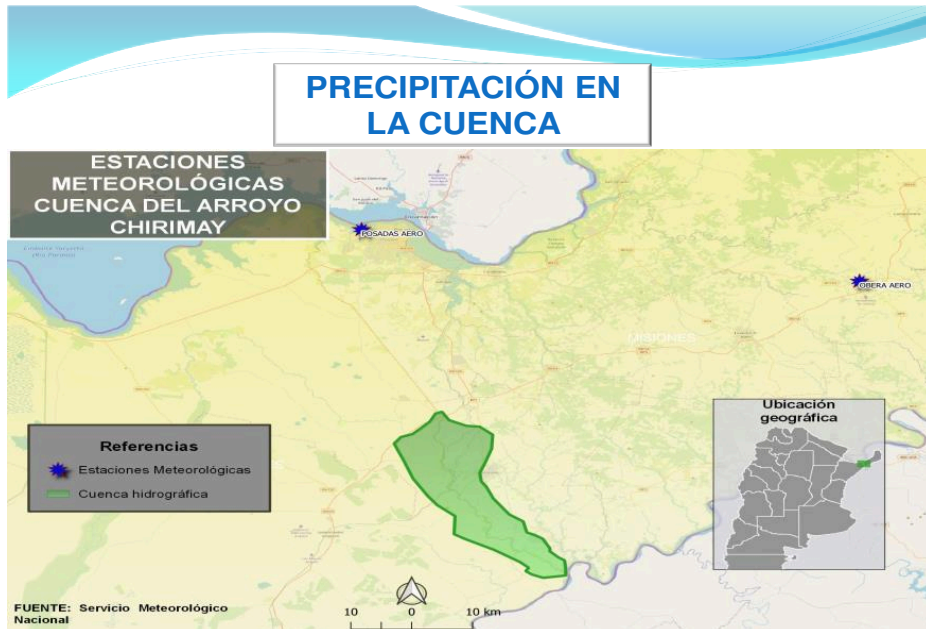 PRECIPITACIÓN EN
LA CUENCA
ESTACIONES
METEOROLÓGICAS
CUENCA DEL ARROYO
CHIRIMAY
POSADAS AERO
OBERA AERO
MISIONES
Ubicación
geográfica
Referencias
Estaciones Meteorológicas
Cuenca hidrográfica
FUENTE: Servicio Meteorológico
Nacional
10 0 10 km